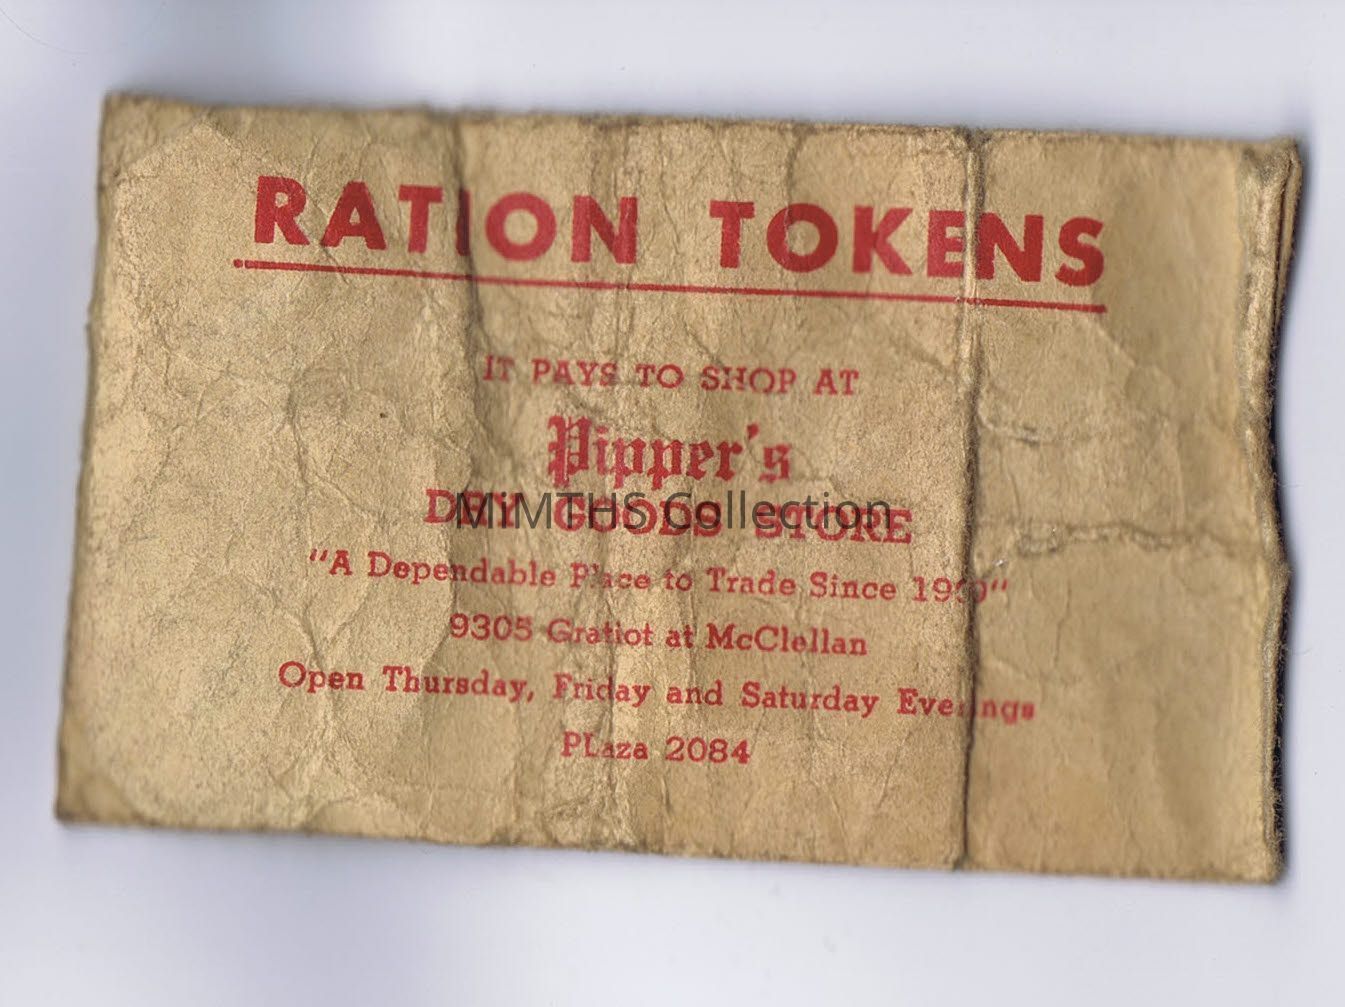 RATION TOKENS
IT PAYS TO SHOP AT
Pipper's
DRY GOODS STORE
MiMTHS Collection
"A Dependable Place to Trade Since
9305 Gratiot at McClellan
Open Thursday, Friday and Saturday Evenings
PLaza 2084